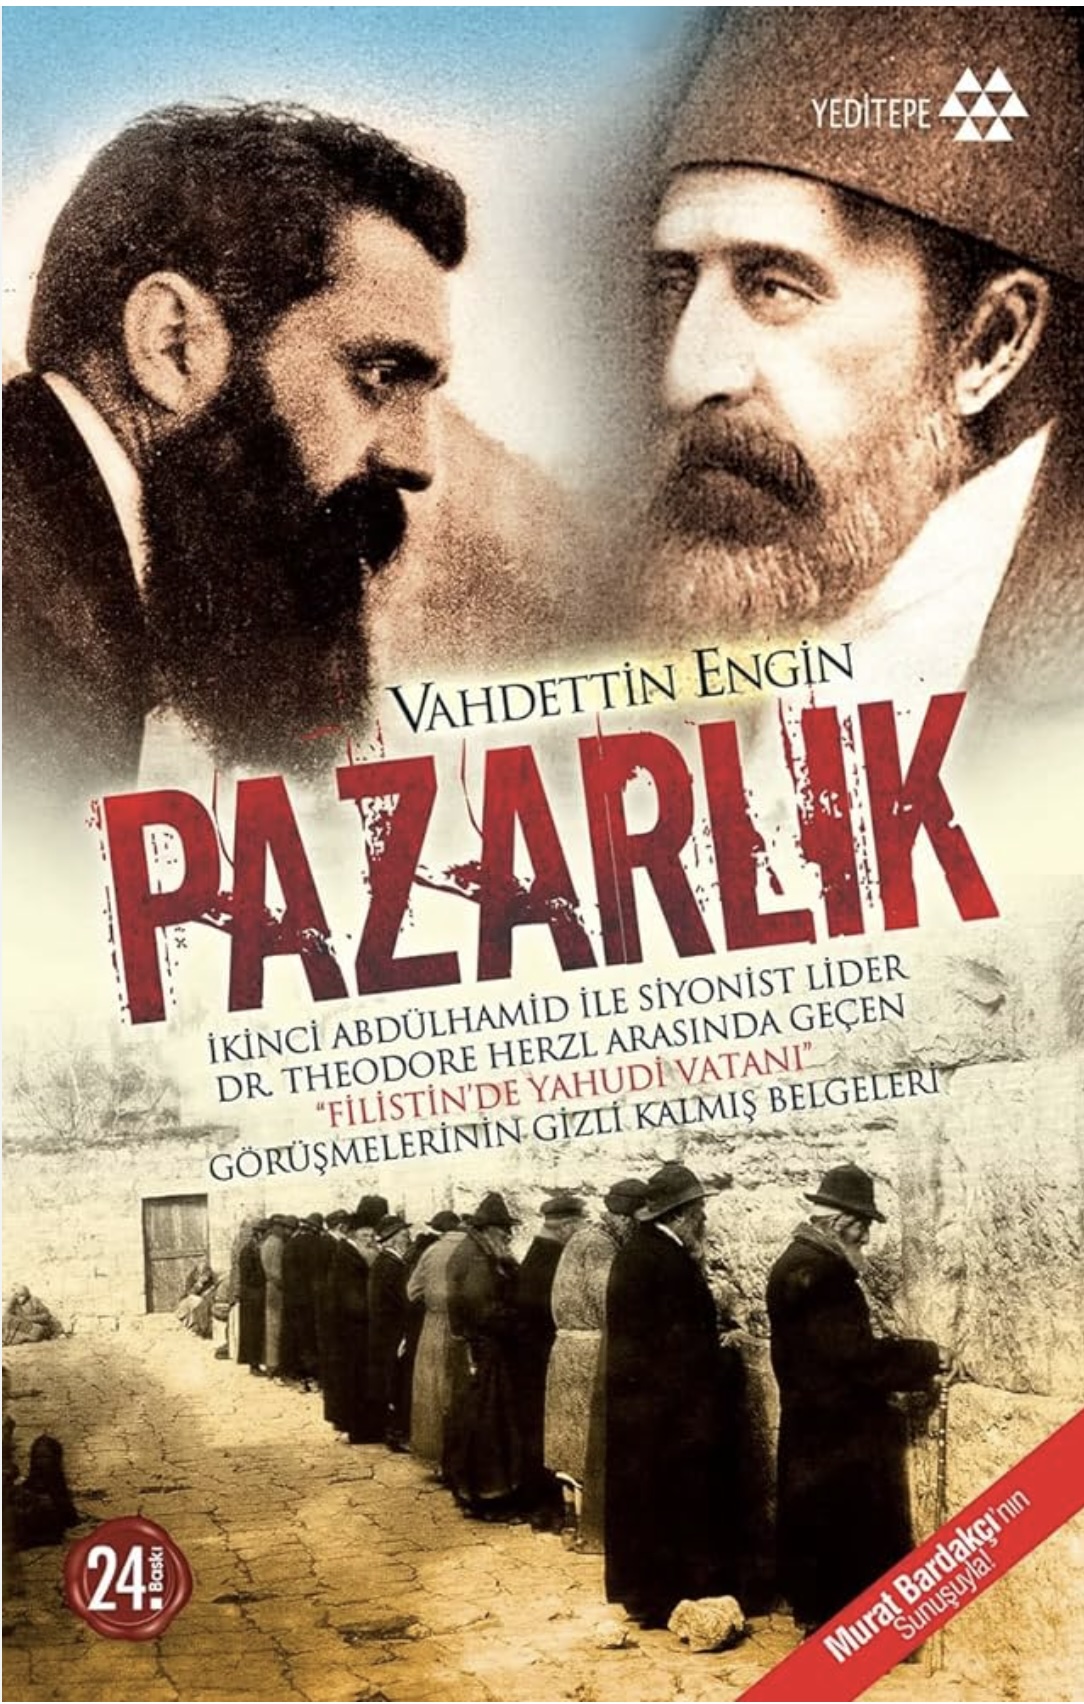 YEDİTEPE
VAHDETTİN ENGİN
PAZARLIK
İKİNCİ ABDÜLHAMİD İLE SİYONİST LİDER
DR. THEODORE HERZL ARASINDA GEÇEN
“FİLİSTİN'DE YAHUDİ VATANI”
GÖRÜŞMELERİNİN GİZLİ KALMIŞ BELGELERİ
24. Baskı
Murat Bardakçı'nın
Sunuşuyla!